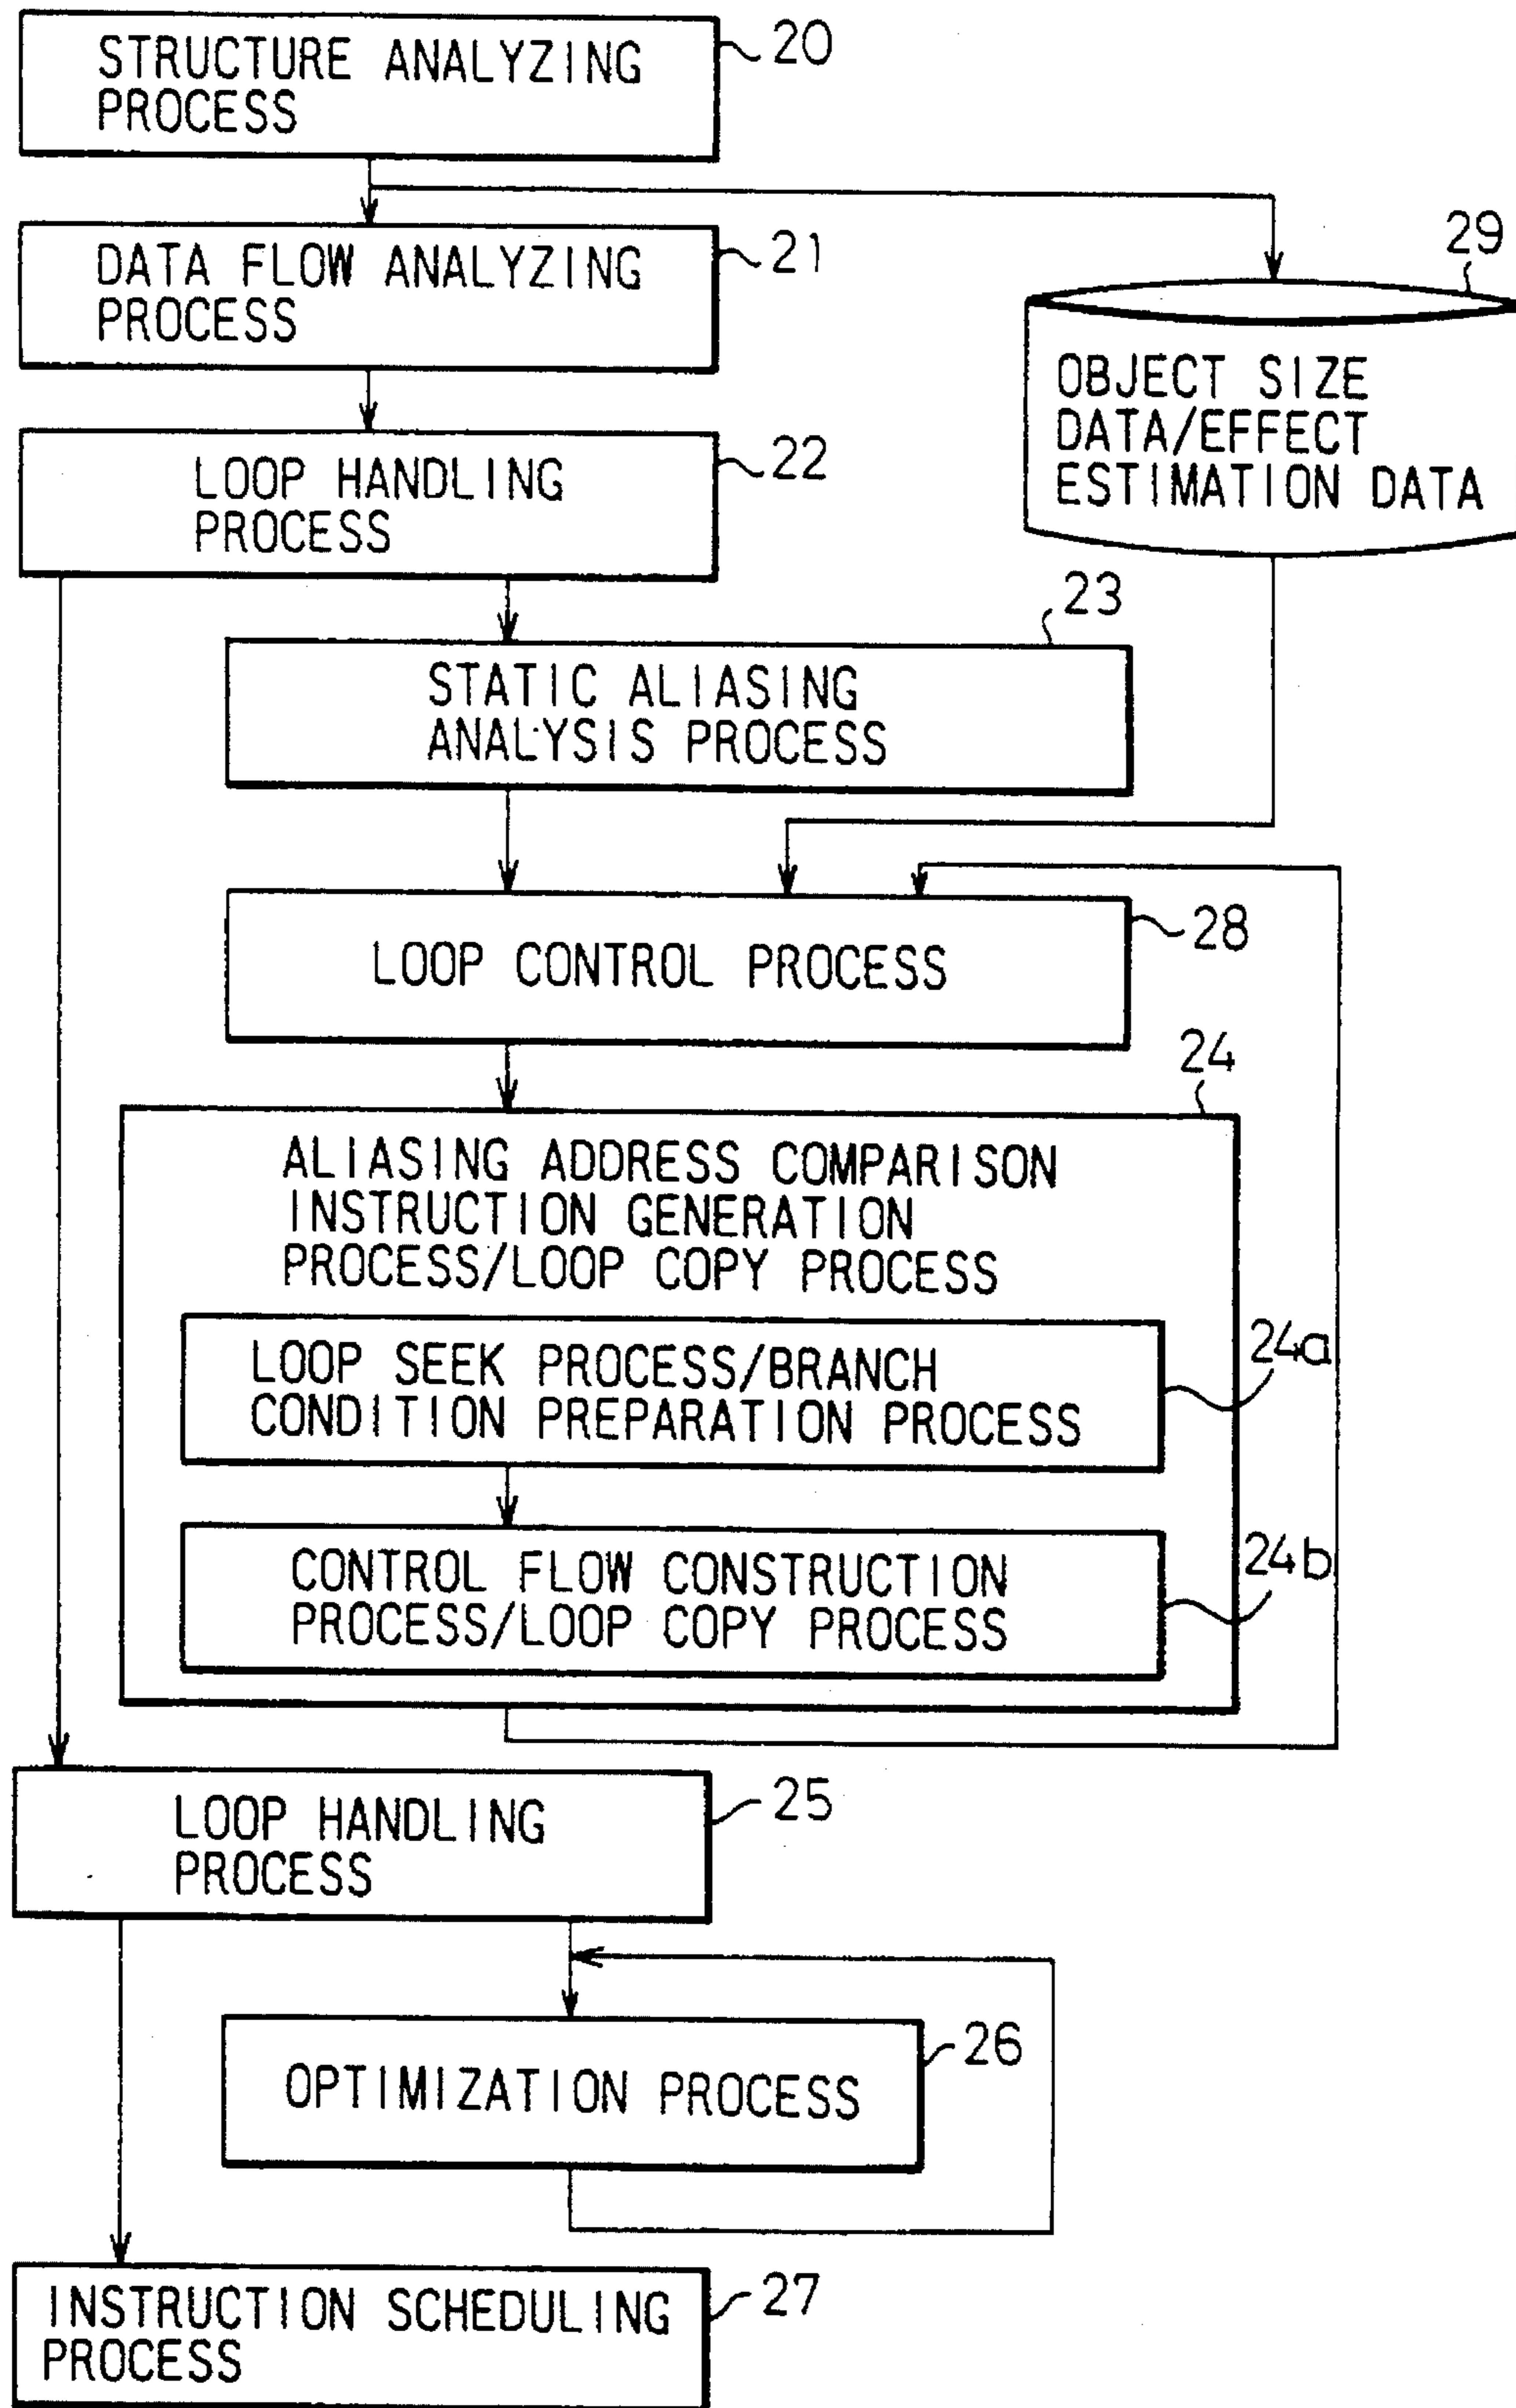 STRUCTURE ANALYZING
PROCESS
20
DATA FLOW ANALYZING
PROCESS
21
29
OBJECT SIZE
DATA/EFFECT
ESTIMATION DATA
LOOP HANDLING
PROCESS
22
23
STATIC ALIASING
ANALYSIS PROCESS
LOOP CONTROL PROCESS
28
24
ALIASING ADDRESS COMPARISON
INSTRUCTION GENERATION
PROCESS/LOOP COPY PROCESS
LOOP SEEK PROCESS/BRANCH
CONDITION PREPARATION PROCESS
24a
CONTROL FLOW CONSTRUCTION
PROCESS/LOOP COPY PROCESS
24b
LOOP HANDLING
PROCESS
25
OPTIMIZATION PROCESS
26
INSTRUCTION SCHEDULING
PROCESS
27